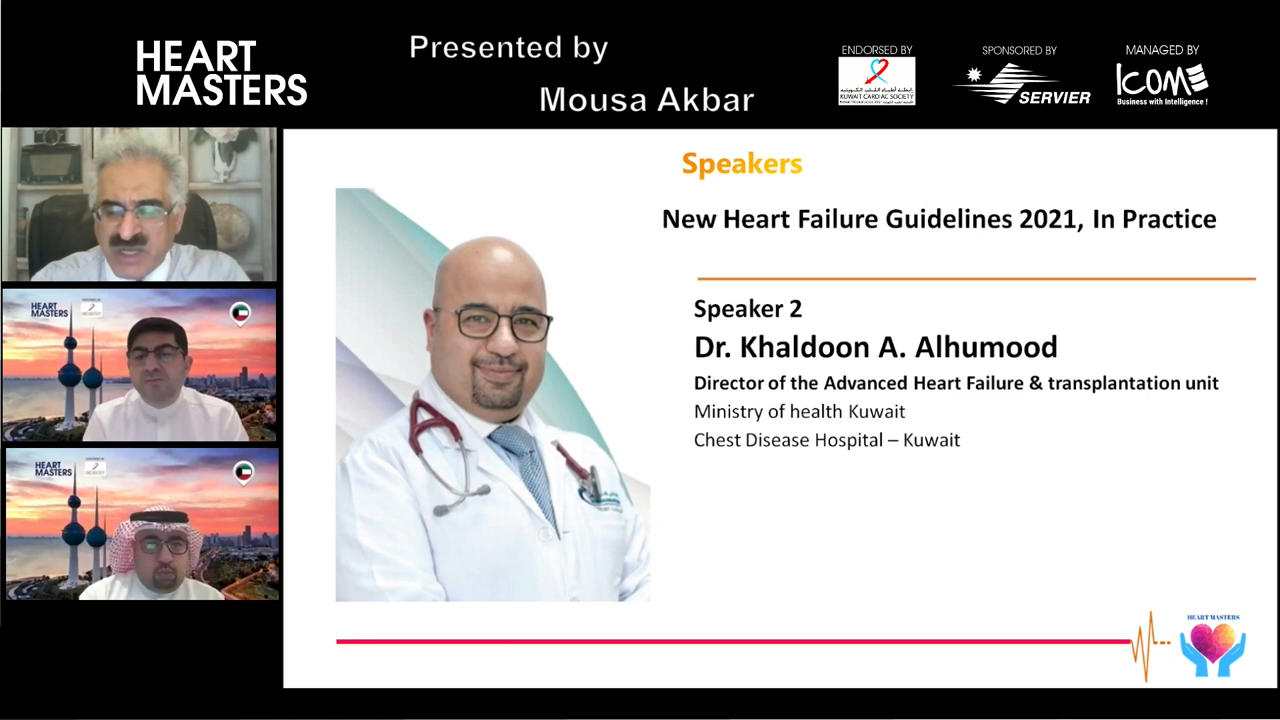 HEART
MASTERS
Presented by
Mousa Akbar
ENDORSED BY
KUWAIT CARDIAC SOCIETY
SPONSORED BY
SERVIER
MANAGED BY
ICOME
Business with Intelligence !
HEART
MASTERS
HEART
MASTERS
Speakers
New Heart Failure Guidelines 2021, In Practice
Speaker 2
Dr. Khaldoon A. Alhumood
Director of the Advanced Heart Failure & transplantation unit
Ministry of health Kuwait
Chest Disease Hospital – Kuwait
HEART MASTERS